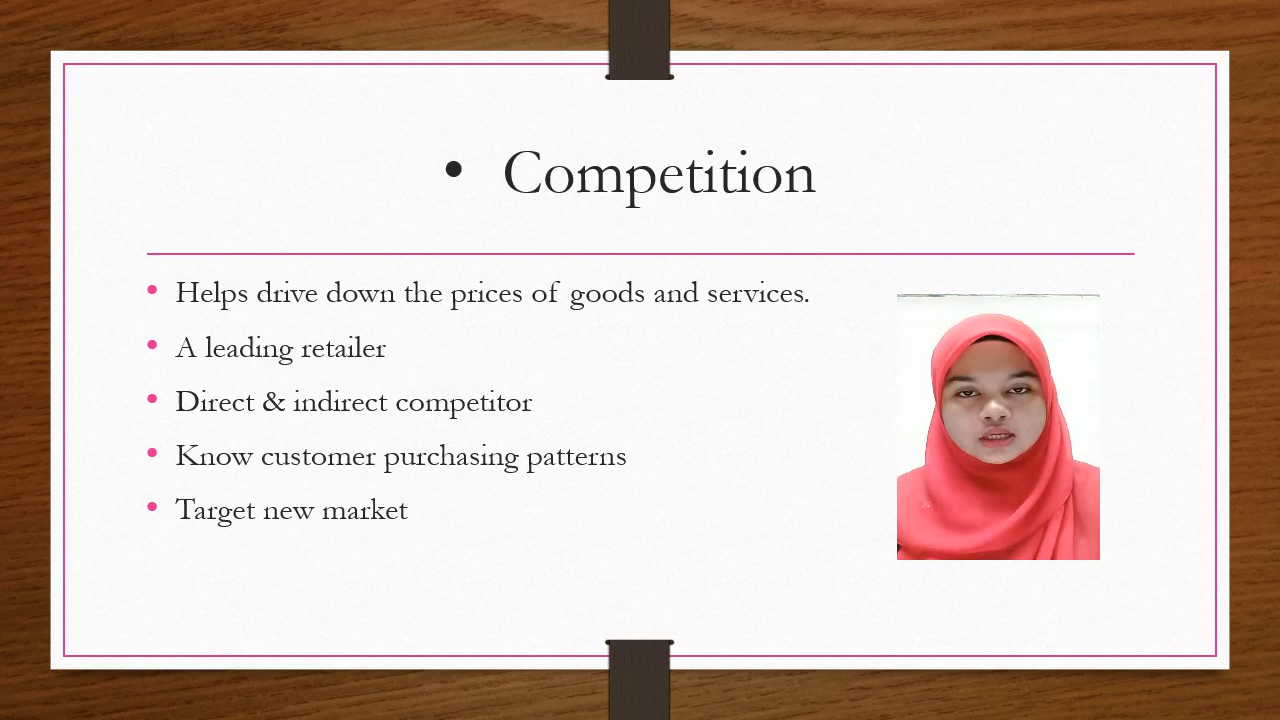 • Competition
• Helps drive down the prices of goods and services.
• A leading retailer
• Direct & indirect competitor
• Know customer purchasing patterns
• Target new market